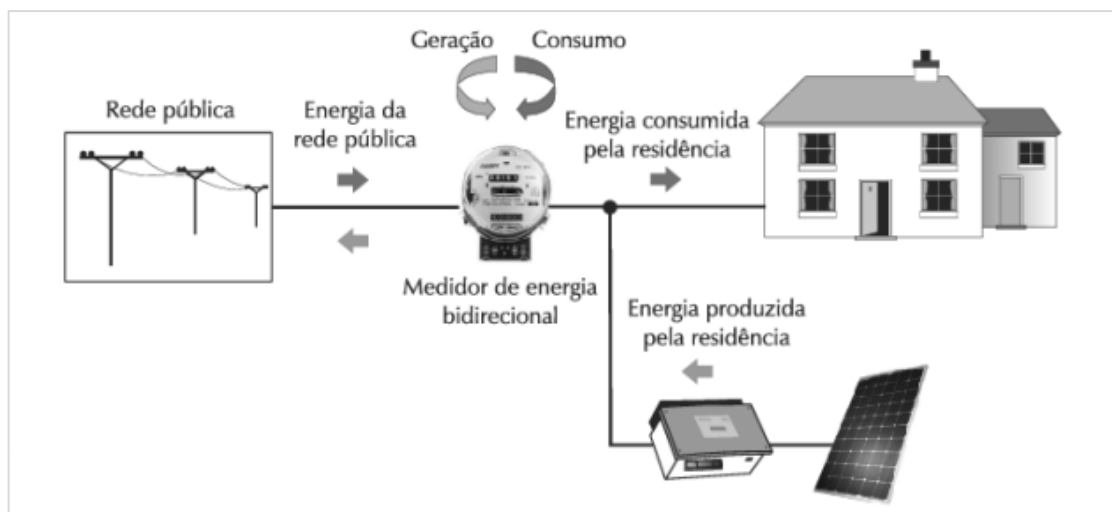 Geração
Consumo
Rede pública
Energia da
rede pública
Energia consumida
pela residência
Medidor de energia
bidirecional
Energia produzida
pela residência